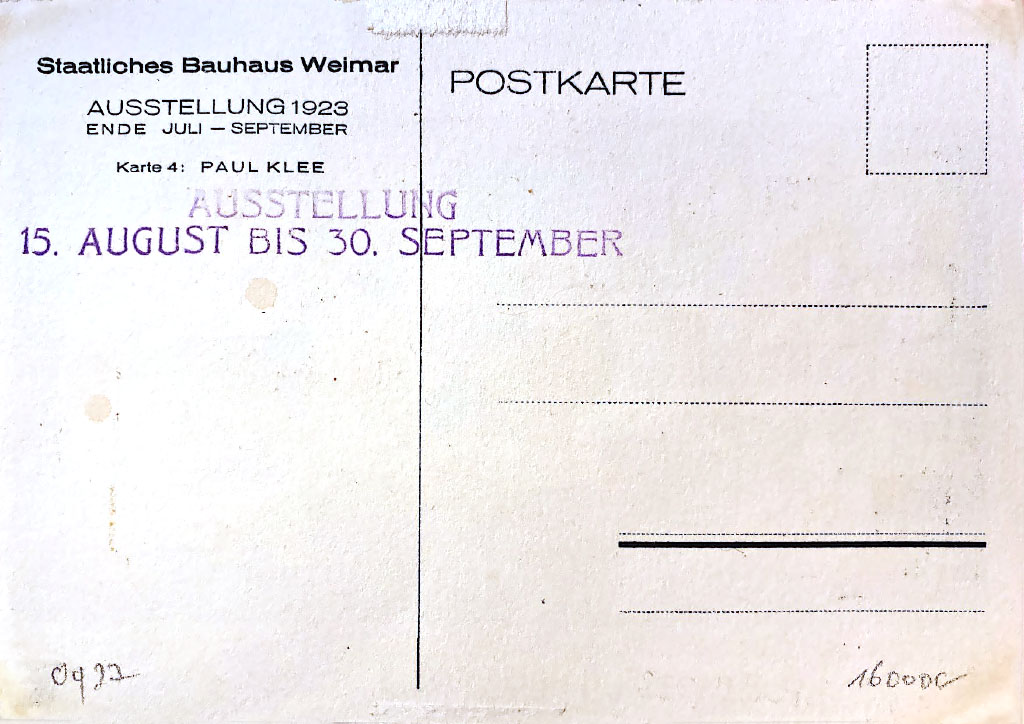 Staatliches Bauhaus Weimar
AUSSTELLUNG 1923
ENDE JULI – SEPTEMBER
Karte 4: PAUL KLEE
AUSSTELLUNG
15. AUGUST BIS 30. SEPTEMBER
POSTKARTE